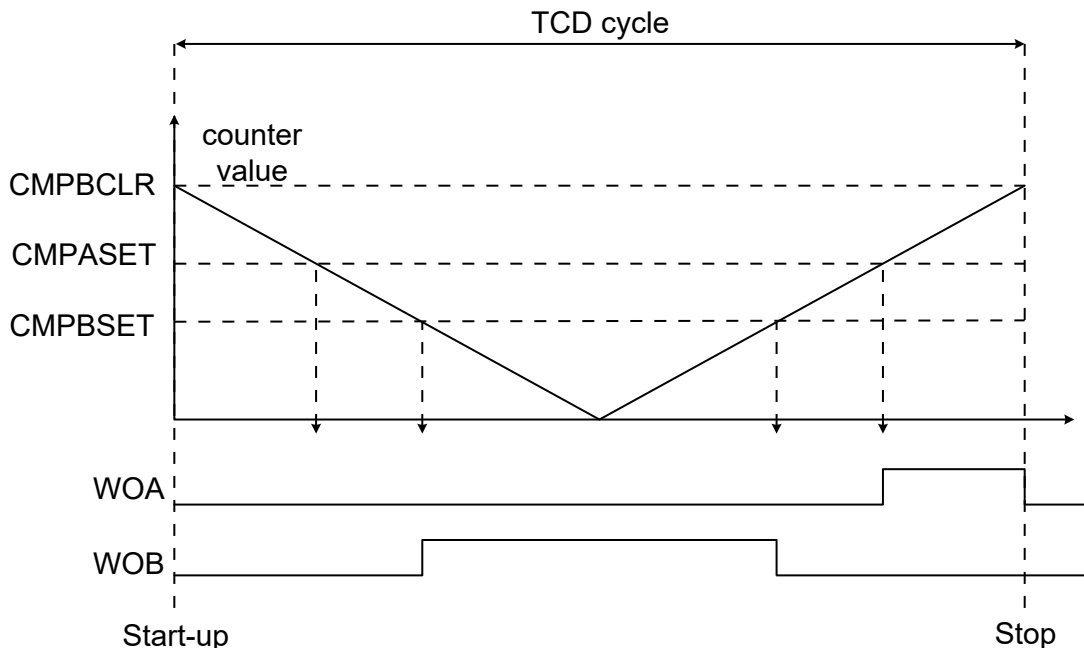 TCD cycle
counter
value
CMPBCLR
CMPASET
CMPBSET
WOA
WOB
Start-up
Stop